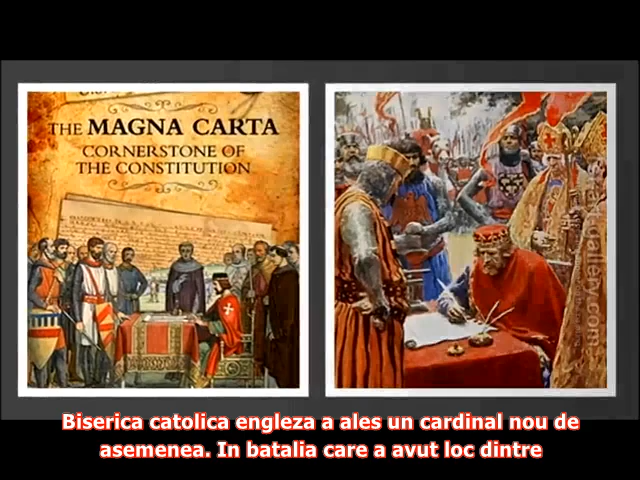 THE MAGNA CARTA
CORNERSTONE OF
THE CONSTITUTION
Biserica catolica engleza a ales un cardinal nou de
asemenea. In batalia care a avut loc dintre